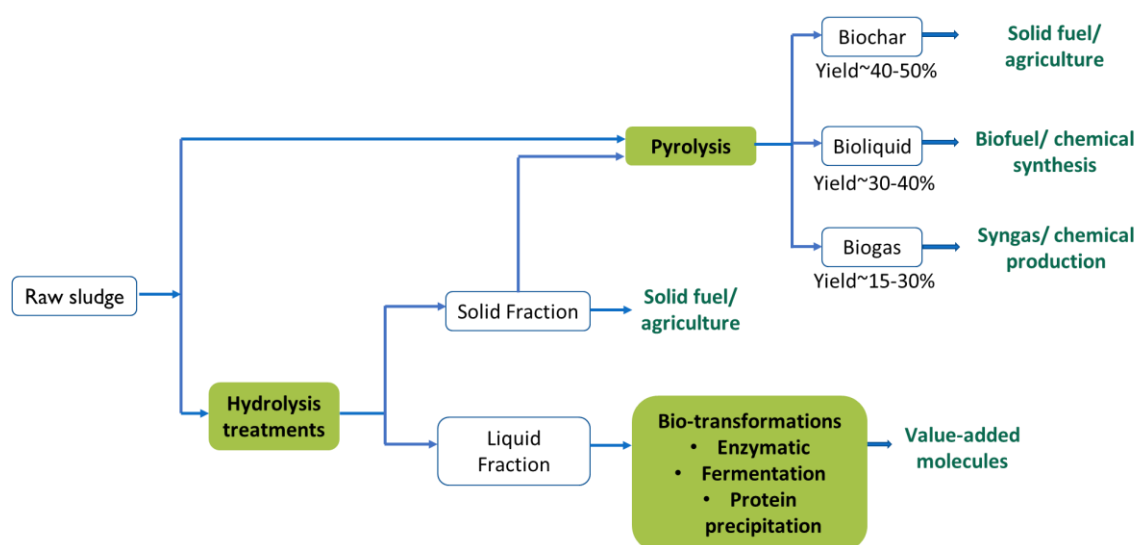 Biochar
Solid fuel/
agriculture
Yield~40-50%
Pyrolysis
Bioliquid
Biofuel/ chemical
synthesis
Yield~30-40%
Biogas
Syngas/ chemical
production
Yield~15-30%
Raw sludge
Solid Fraction
Solid fuel/
agriculture
Hydrolysis
treatments
Liquid
Fraction
Bio-transformations
• Enzymatic
• Fermentation
• Protein
precipitation
Value-added
molecules